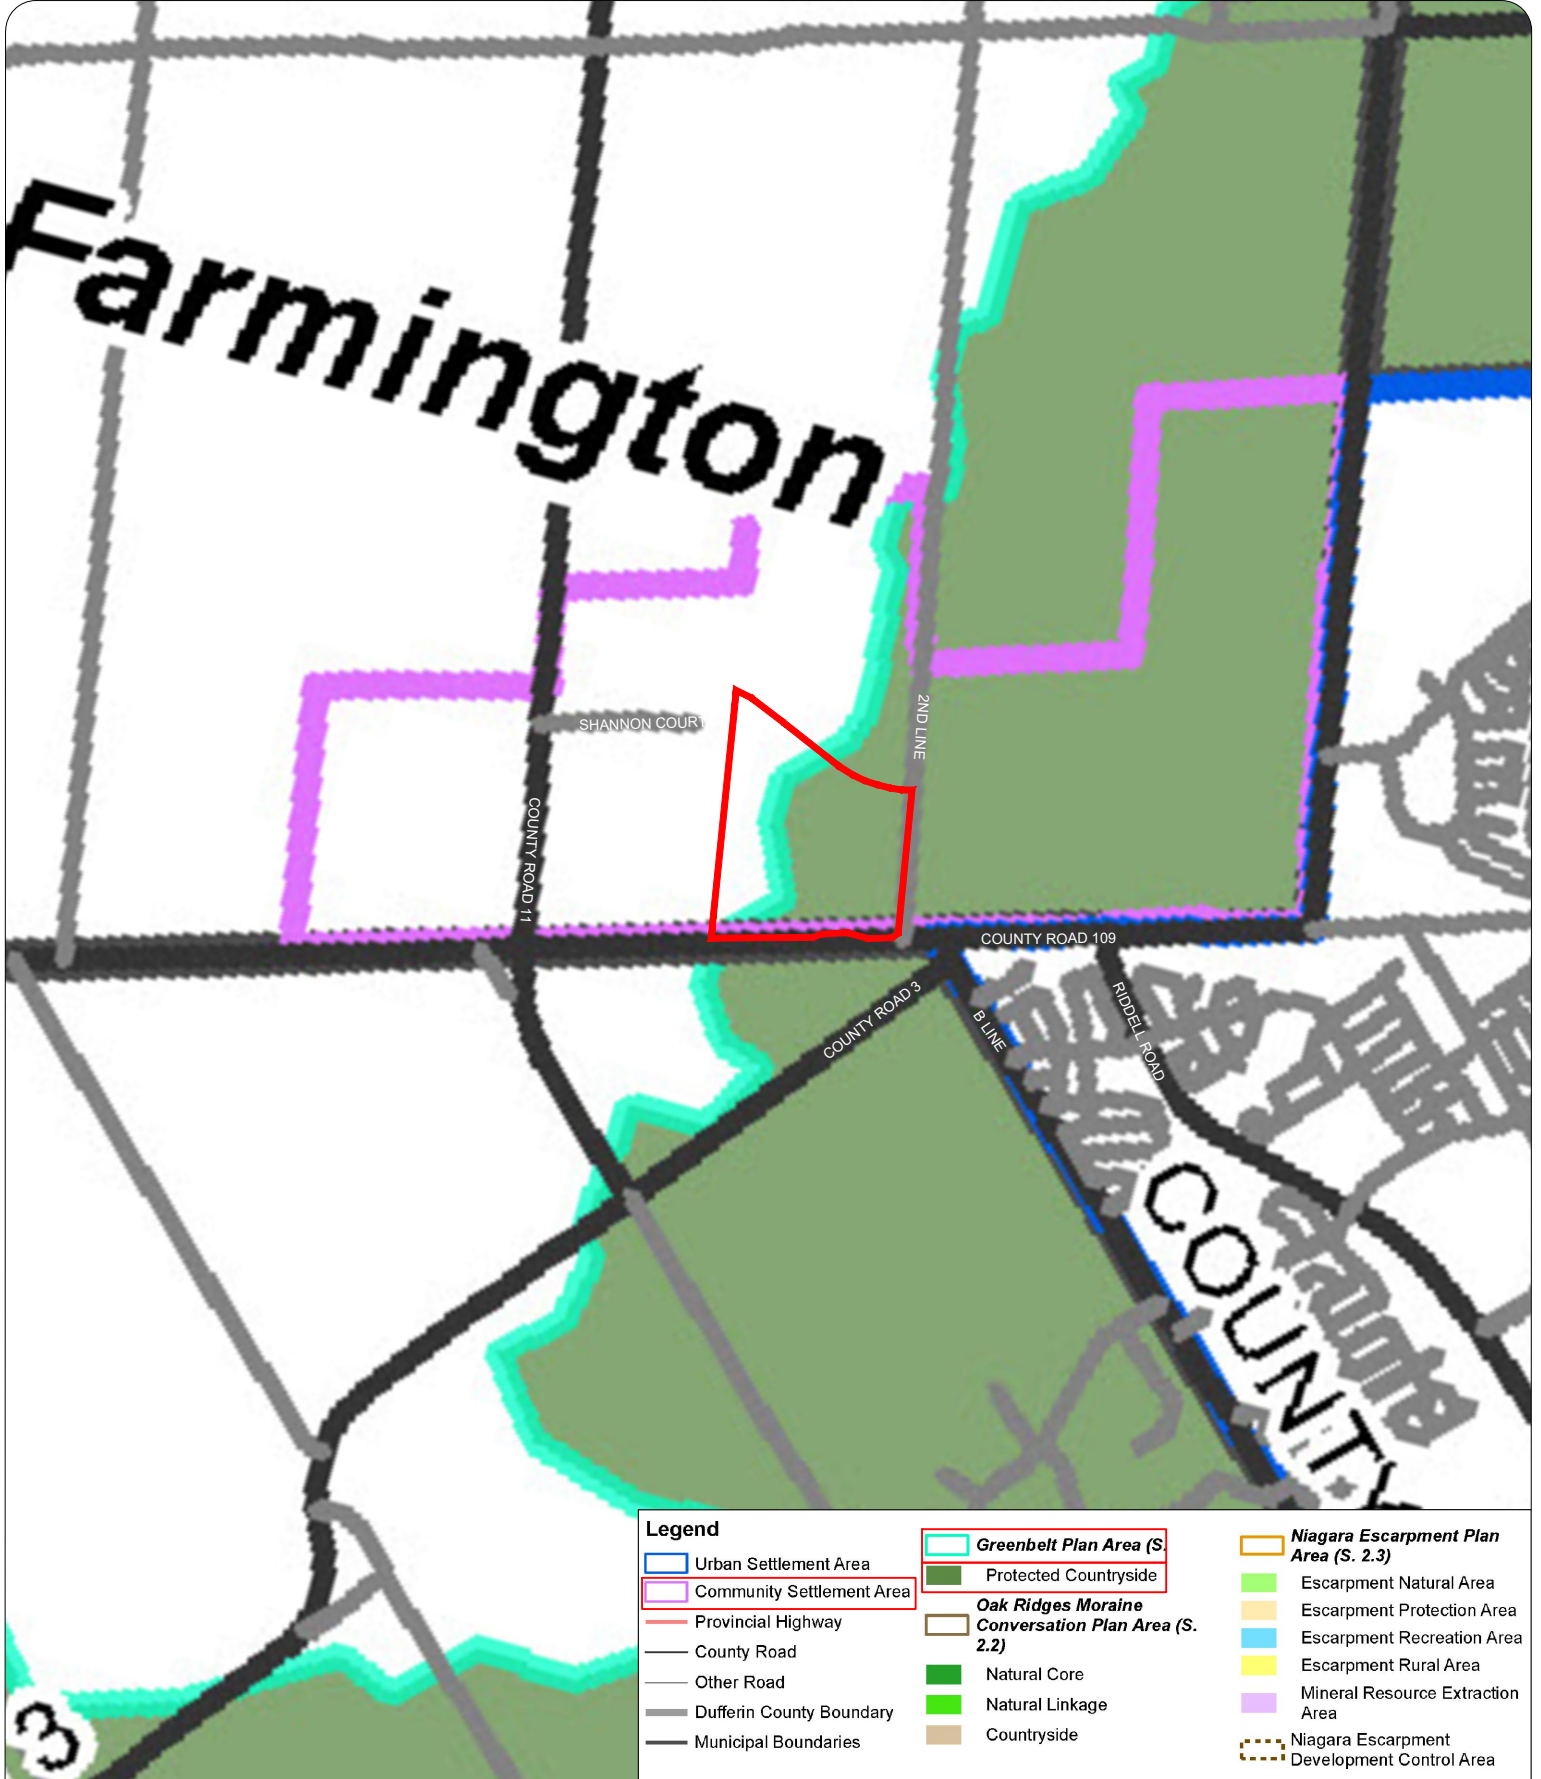 Farmington
SHANNON COURT
2ND LINE
COUNTY ROAD 11
COUNTY ROAD 109
COUNTY ROAD 3
B LINE
RIDDELL ROAD
COUNTY
3
Legend
Urban Settlement Area
Community Settlement Area
Provincial Highway
County Road
Other Road
Dufferin County Boundary
Municipal Boundaries
Greenbelt Plan Area (S.
Protected Countryside
Oak Ridges Moraine
Conversation Plan Area (S.
2.2)
Natural Core
Natural Linkage
Countryside
Niagara Escarpment Plan
Area (S. 2.3)
Escarpment Natural Area
Escarpment Protection Area
Escarpment Recreation Area
Escarpment Rural Area
Mineral Resource Extraction
Area
Niagara Escarpment
Development Control Area